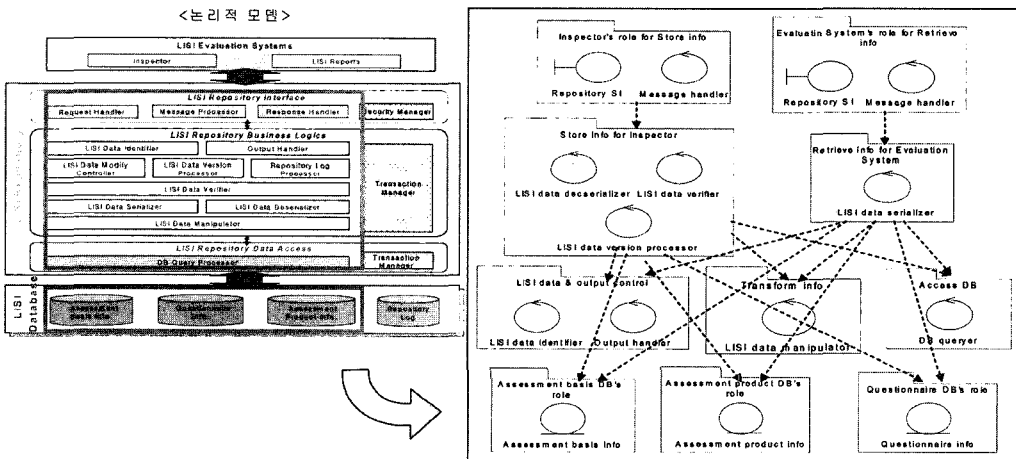 <논리적 모델>
LISI Evaluation Systems
Inspector
LISI Reports
LISI Repository Interface
Request Handler
Message Processor
Response Handler
Security Manager
LISI Repository Business Logics
LISI Data Identifier
Output Handler
LISI Data Modify Controller
LISI Data Version Processor
Repository Log Processor
LISI Data Verifier
LISI Data Serializer
LISI Data Deserializer
LISI Data Manipulator
Transaction Manager
LISI Repository Data Access
DB Query Processor
Transaction Manager
LISI Database
Repository Log
Inspector's role for Store info
Repository SI
Message handler
Evaluatin System's role for Retrieve info
Repository SI
Message handler
Store info for Inspector
LISI data decserializer
LISI data verifier
LISI data version processor
Retrieve info for Evaluation System
LISI data serializer
LISI data & output control
LISI data identifier
Output handler
Transform info
LISI data manipulator
Access DB
DB queryer
Assessment basis DB's role
Assessment basis info
Assessment product DB's role
Assessment product info
Questionnaire DB's role
Questionnaire info